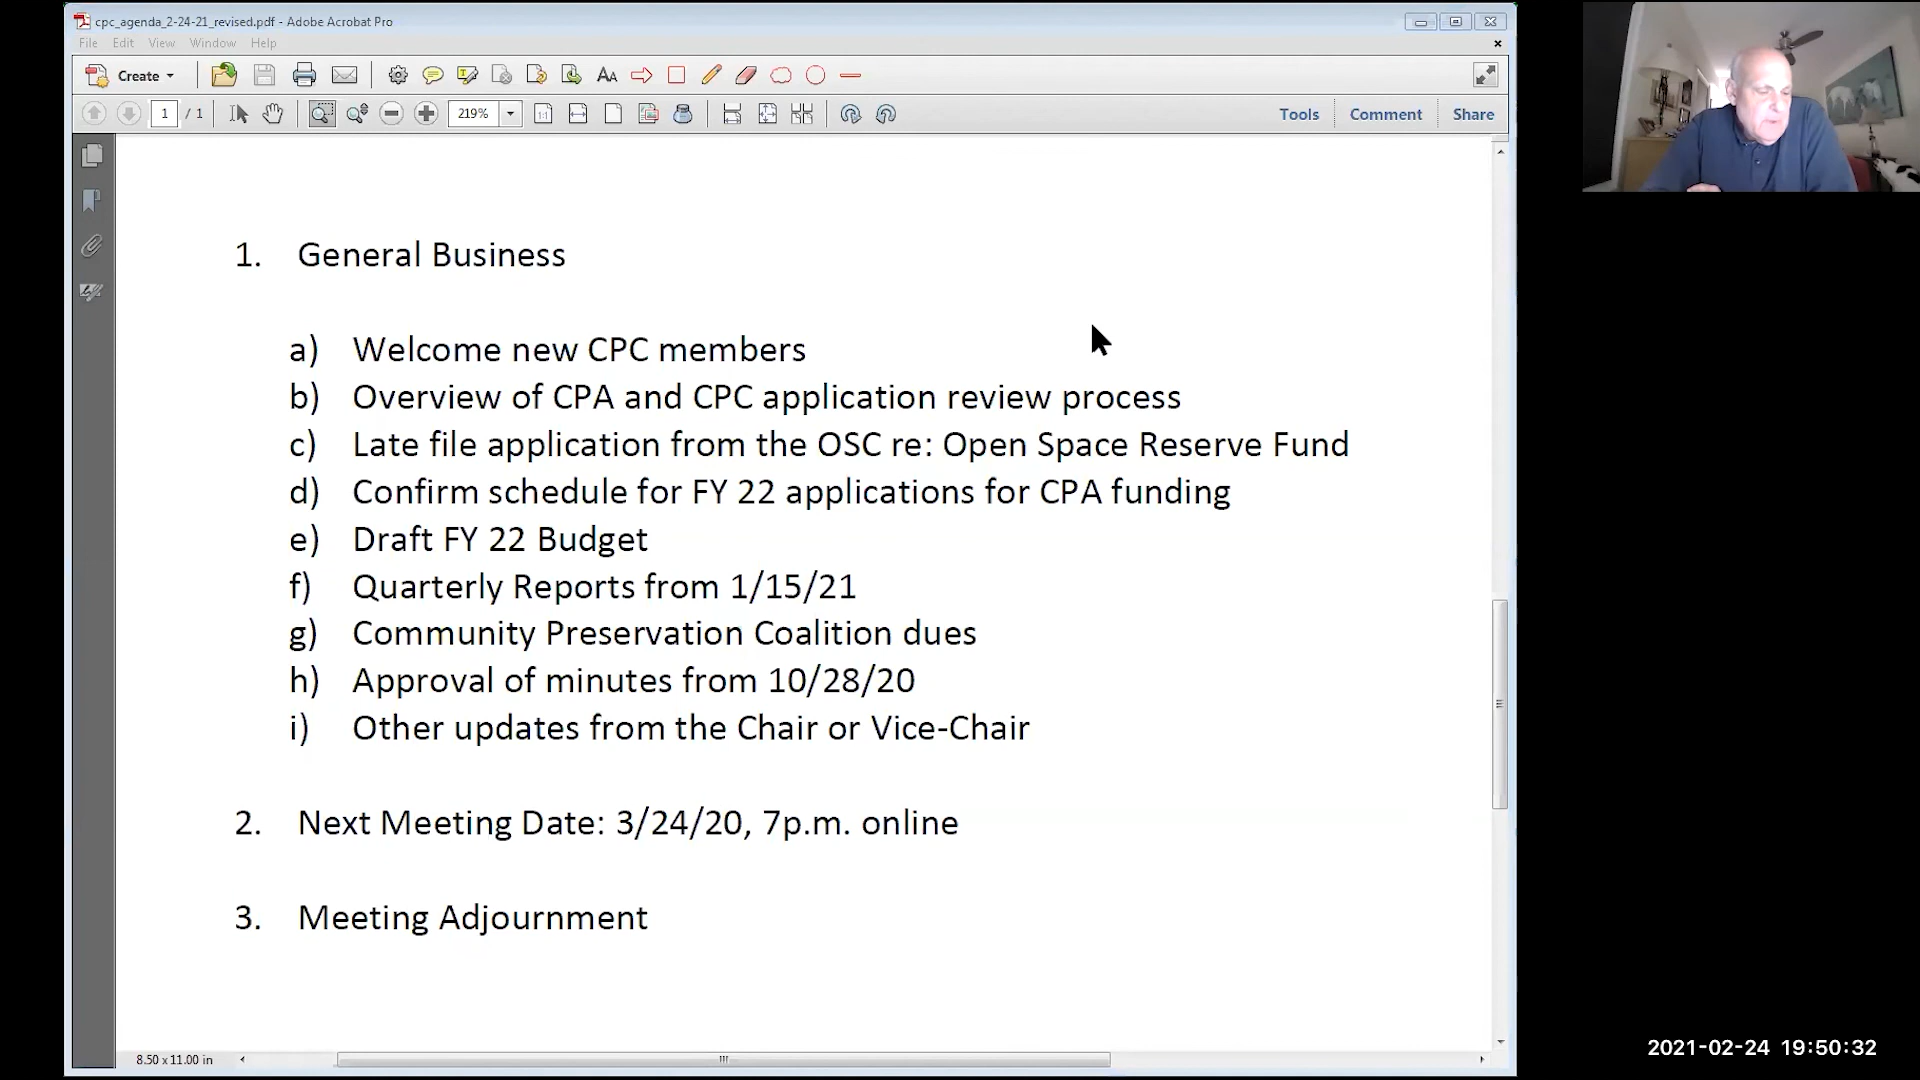 cpc_agenda_2-24-21_revised.pdf - Adobe Acrobat Pro
File Edit View Window Help
Create
1 / 1 219% Tools Comment Share
1. General Business
a) Welcome new CPC members
b) Overview of CPA and CPC application review process
c) Late file application from the OSC re: Open Space Reserve Fund
d) Confirm schedule for FY 22 applications for CPA funding
e) Draft FY 22 Budget
f) Quarterly Reports from 1/15/21
g) Community Preservation Coalition dues
h) Approval of minutes from 10/28/20
i) Other updates from the Chair or Vice-Chair
2. Next Meeting Date: 3/24/20, 7p.m. online
3. Meeting Adjournment
8.50 x 11.00 in
2021-02-24 19:50:32